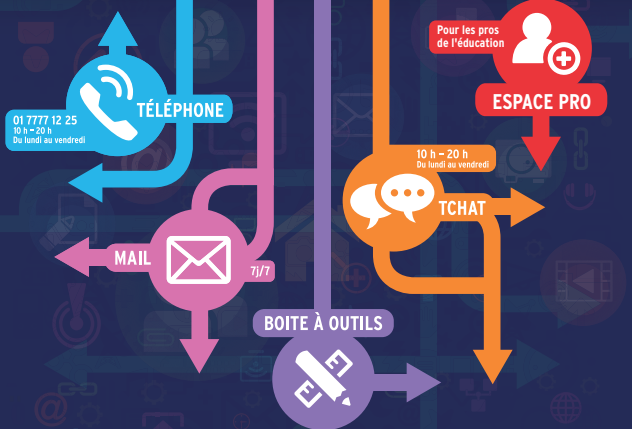 Pour les pros
de l'éducation
ESPACE PRO
TÉLÉPHONE
01 7777 12 25
10 h – 20 h
Du lundi au vendredi
10 h – 20 h
Du lundi au vendredi
TCHAT
MAIL
7j/7
BOITE À OUTILS